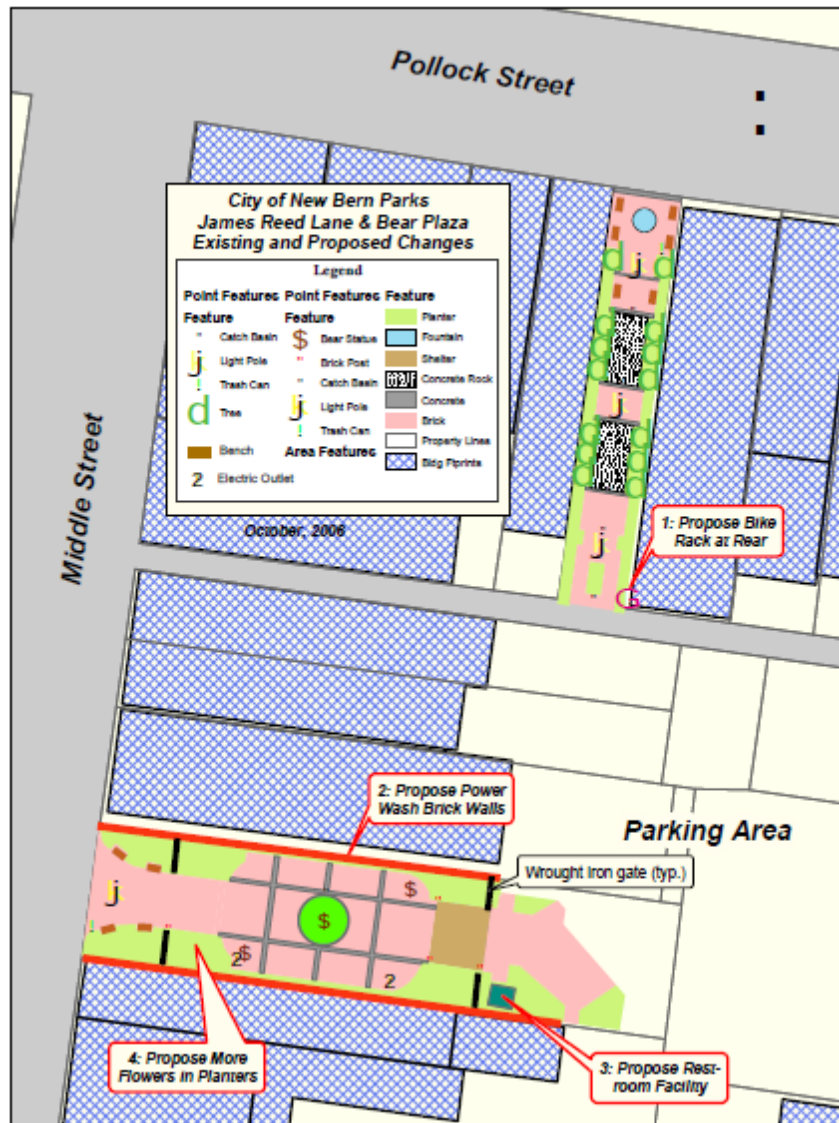 Pollock Street
City of New Bern Parks
James Reed Lane & Bear Plaza
Existing and Proposed Changes
Legend
Point Features
Feature
Catch Basin
Light Pole
Trash Can
d Tree
Bench
2 Electric Outlet
Point Features
Feature
$ Bear Statue
Brick Post
Catch Basin
Light Pole
! Trash Can
Area Features
Feature
Planter
Fountain
Shelter
Concrete Rock
Concrete
Brick
Property Lines
Bldg Ftprints
October, 2006
Middle Street
1: Propose Bike
Rack at Rear
G
2: Propose Power
Wash Brick Walls
Parking Area
Wrought Iron gate (typ.)
$
$
$
2
2
4: Propose More
Flowers in Planters
3: Propose Rest-
room Facility